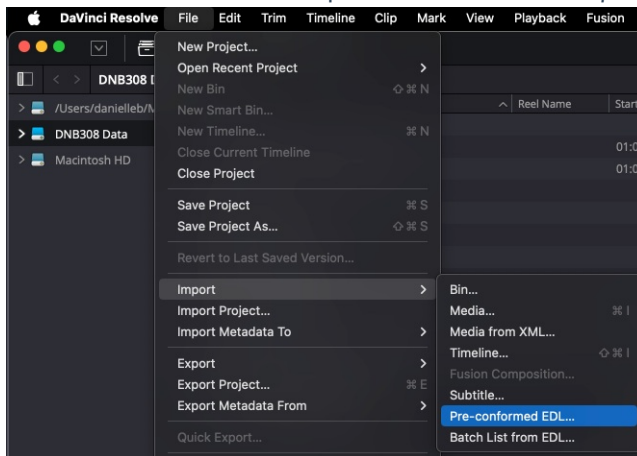 DaVinci Resolve File Edit Trim Timeline Clip Mark View Playback Fusion
DNB308
/Users/danielleb/
DNB308 Data
Macintosh HD
New Project...
Open Recent Project
New Bin ⇧⌘N
New Smart Bin...
New Timeline... ⌘N
Close Current Timeline
Close Project
Save Project ⌘S
Save Project As... ⇧⌘S
Revert to Last Saved Version...
Import
Import Project...
Import Metadata To
Export
Export Project... ⌘E
Export Metadata From
Quick Export...
Reel Name Start
01:0
01:0
Bin...
Media... ⌘I
Media from XML...
Timeline... ⇧⌘I
Fusion Composition...
Subtitle...
Pre-conformed EDL...
Batch List from EDL...